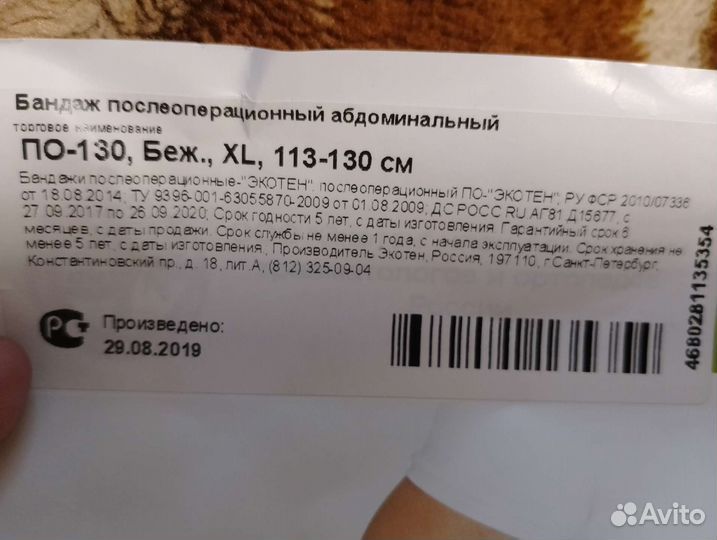 Бандаж послеоперационный абдоминальный
торговое наименование
ПО-130, Беж., XL, 113-130 см
Бандажи послеоперационные-"ЭКОТЕН": послеоперационный ПО-"ЭКОТЕН"; РУ ФСР 2010/07336
от 18.08.2014; ТУ 9396-001-63055870-2009 от 01.08.2009; ДС РОСС RU.АГ81.Д15677, с
27.09.2017 по 26.09.2020; Срок годности 5 лет, с даты изготовления. Гарантийный срок 6
месяцев, с даты продажи. Срок службы не менее 1 года, с начала эксплуатации. Срок хранения не
менее 5 лет, с даты изготовления., Производитель Экотен, Россия, 197110, г.Санкт-Петербург,
Константиновский пр., д. 18, лит.А, (812) 325-09-04
РСТ
Произведено:
29.08.2019
4680281135354
Avito